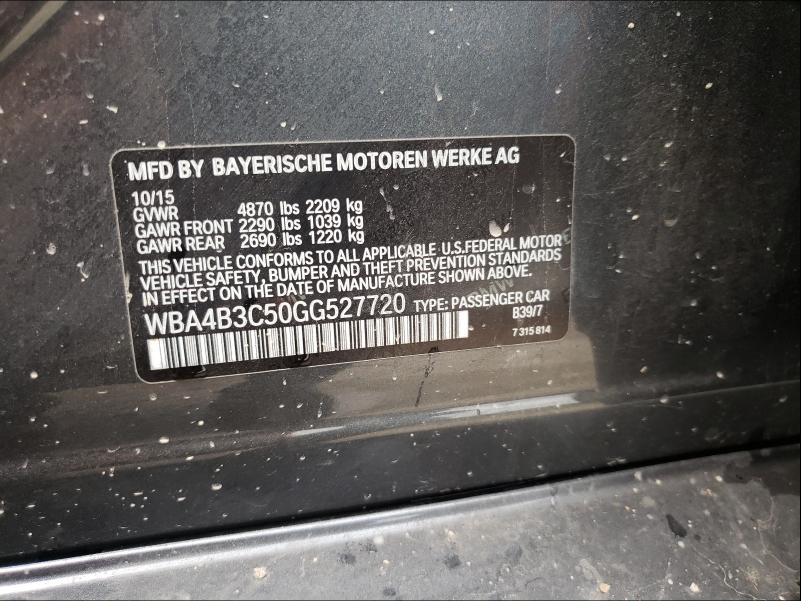 MFD BY BAYERISCHE MOTOREN WERKE AG
10/15
GVWR 4870 lbs 2209 kg
GAWR FRONT 2290 lbs 1039 kg
GAWR REAR 2690 lbs 1220 kg
THIS VEHICLE CONFORMS TO ALL APPLICABLE U.S.FEDERAL MOTOR
VEHICLE SAFETY, BUMPER AND THEFT PREVENTION STANDARDS
IN EFFECT ON THE DATE OF MANUFACTURE SHOWN ABOVE.
WBA4B3C50GG527720 TYPE: PASSENGER CAR
B39/7
7 315 814